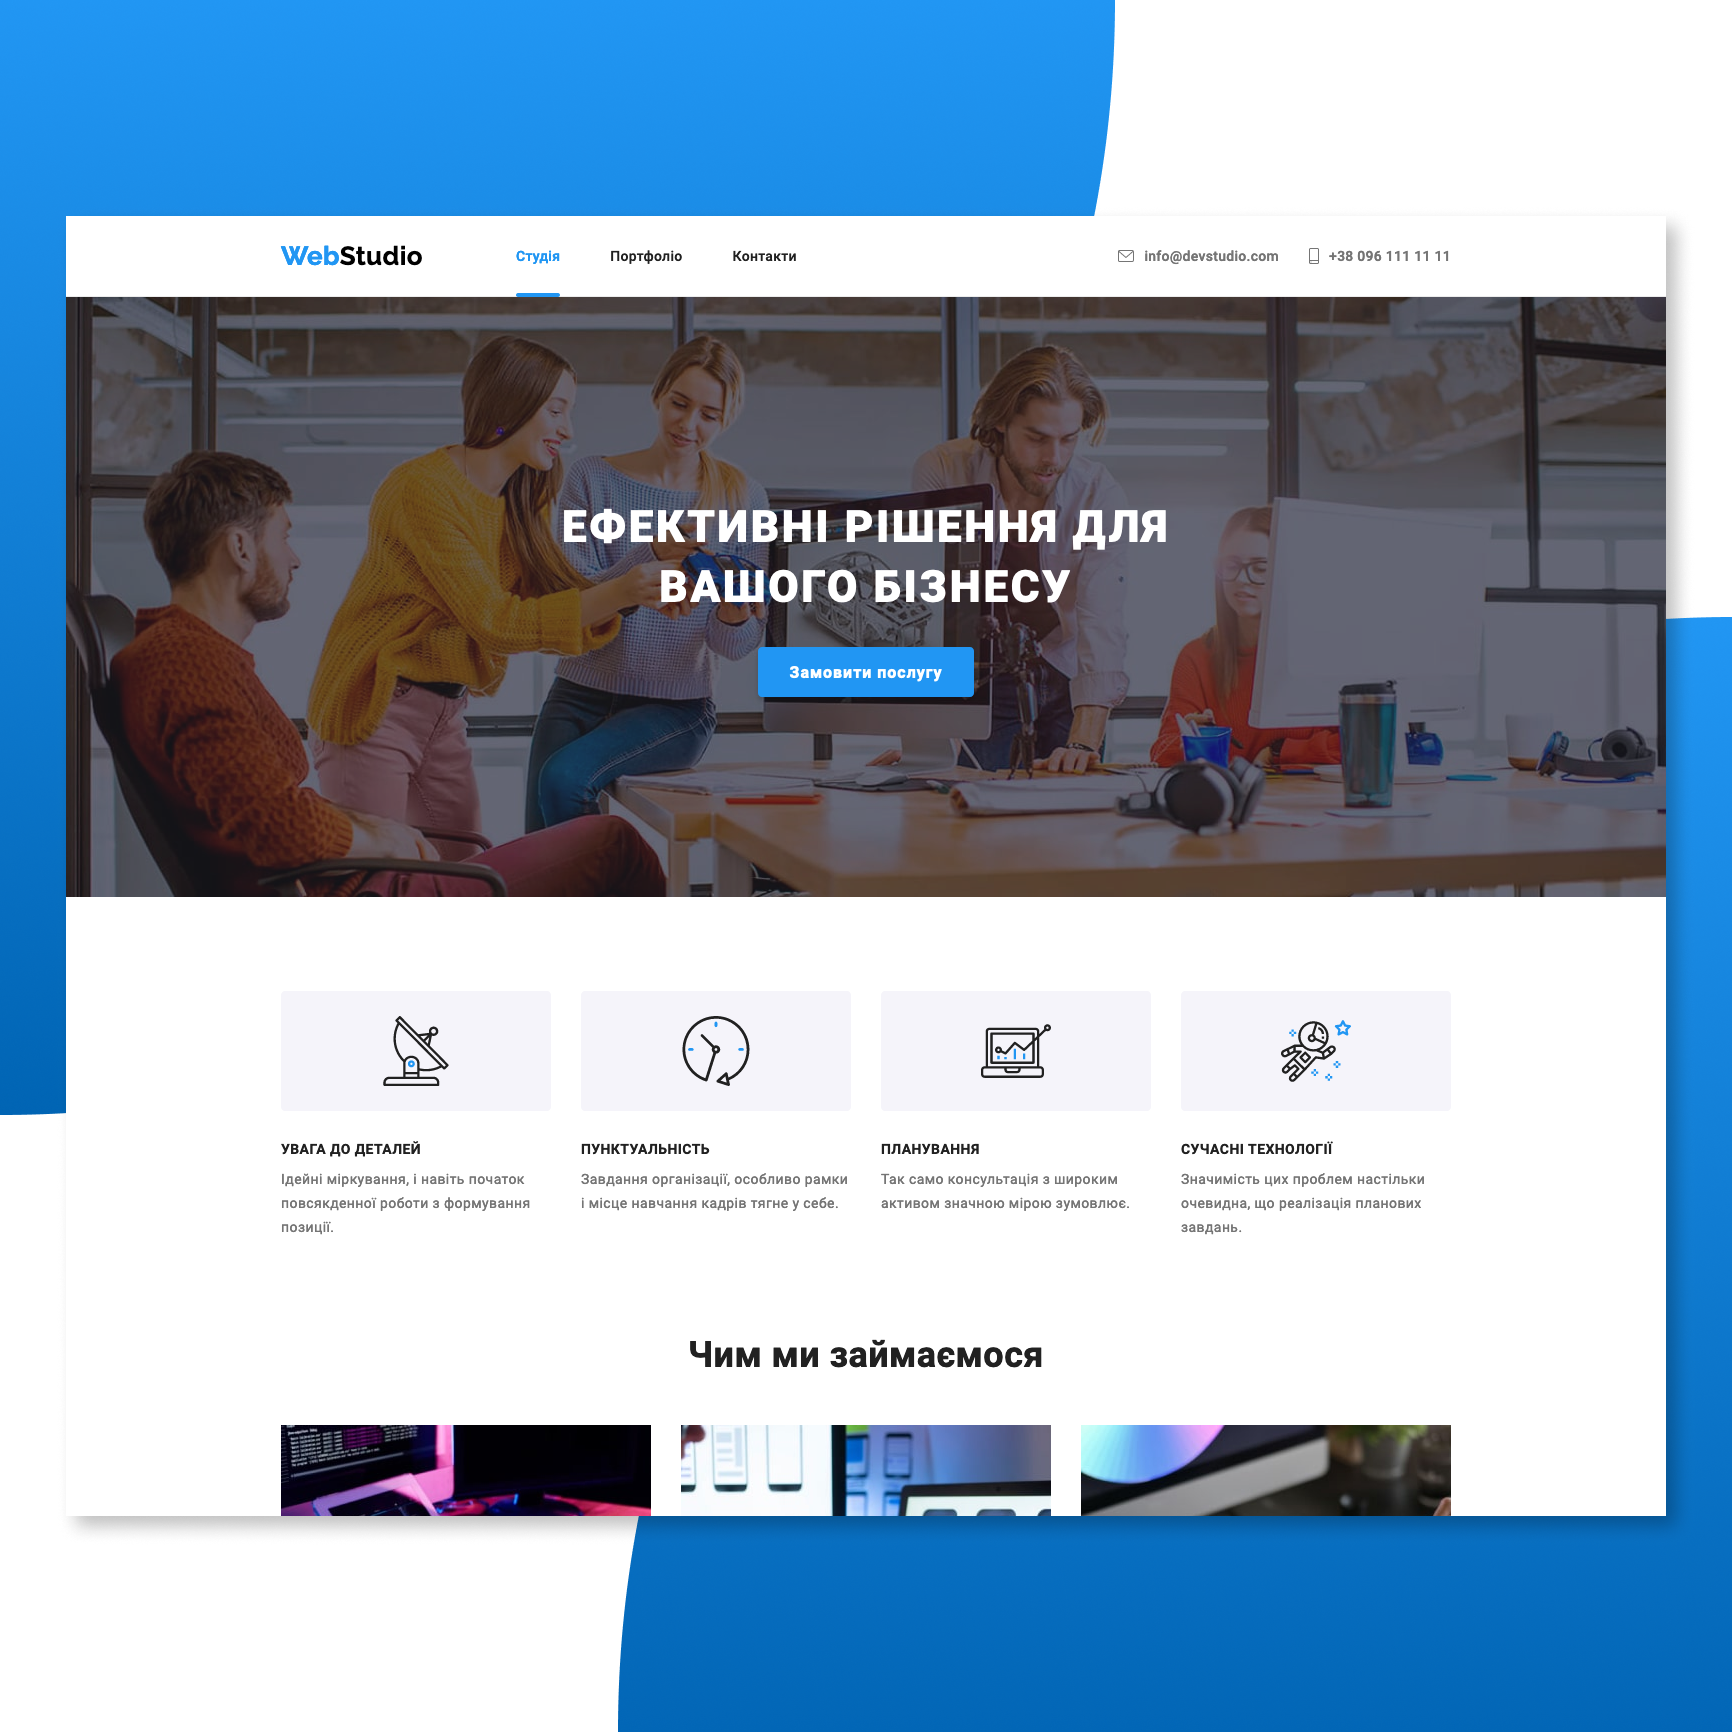 WebStudio
Студія
Портфоліо
Контакти
info@devstudio.com
+38 096 111 11 11
ЕФЕКТИВНІ РІШЕННЯ ДЛЯ
ВАШОГО БІЗНЕСУ
Замовити послугу
УВАГА ДО ДЕТАЛЕЙ
Ідейні міркування, і навіть початок
повсякденної роботи з формування
позиції.
ПУНКТУАЛЬНІСТЬ
Завдання організації, особливо рамки
і місце навчання кадрів тягне у себе.
ПЛАНУВАННЯ
Так само консультація з широким
активом значною мірою зумовлює.
СУЧАСНІ ТЕХНОЛОГІЇ
Значимість цих проблем настільки
очевидна, що реалізація планових
завдань.
Чим ми займаємося